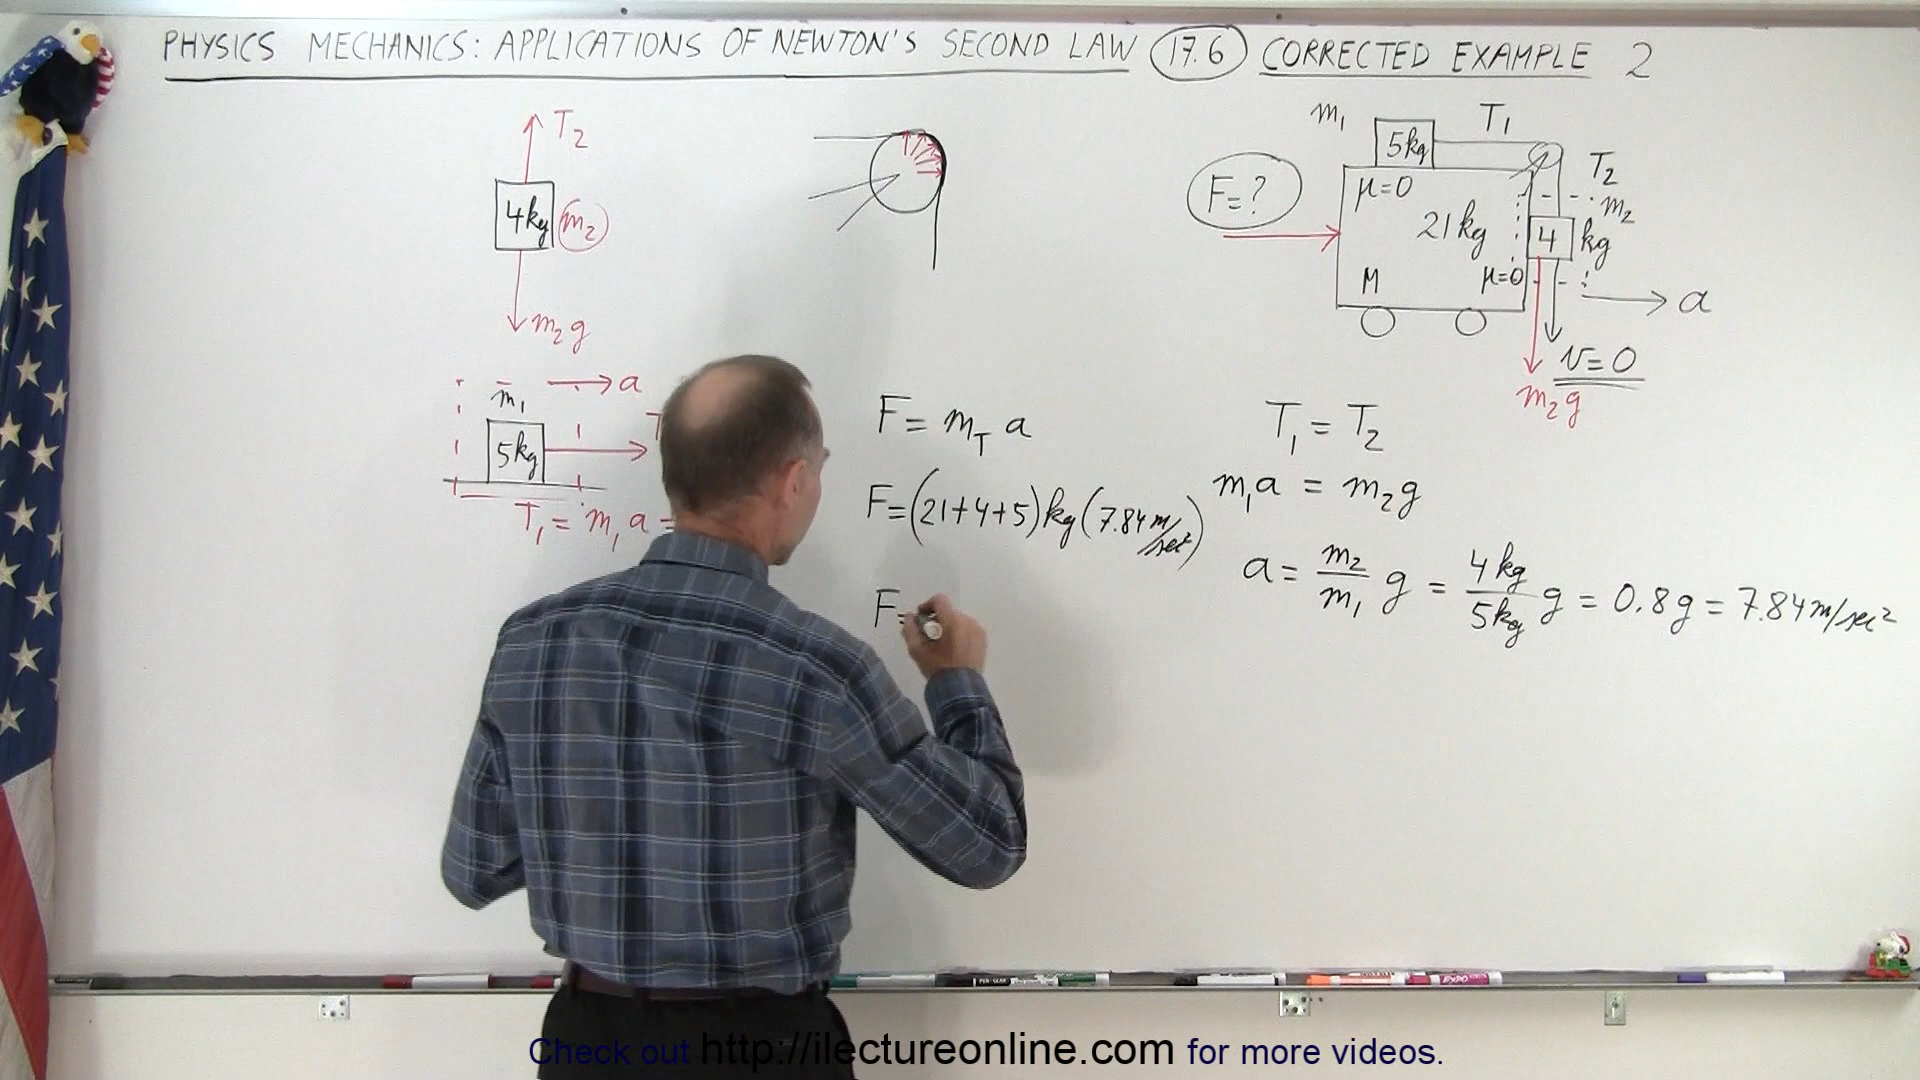 PHYSICS MECHANICS: APPLICATIONS OF NEWTON'S SECOND LAW 17.6 CORRECTED EXAMPLE 2
T₂
4kg m₂
m₂g
a
m₁
5kg
T₁ = m₁a =
F = m_T a
F = (21+4+5)kg(7.84 m/sec²)
F=
m₁ 5kg T₁
F=?
μ=0
T₂
m₂
21kg
4 kg
M μ=0
a
v=0
m₂g
T₁ = T₂
m₁a = m₂g
a = m₂/m₁ g = 4kg/5kg g = 0.8g = 7.84 m/sec²
Check out http://ilectureonline.com for more videos.